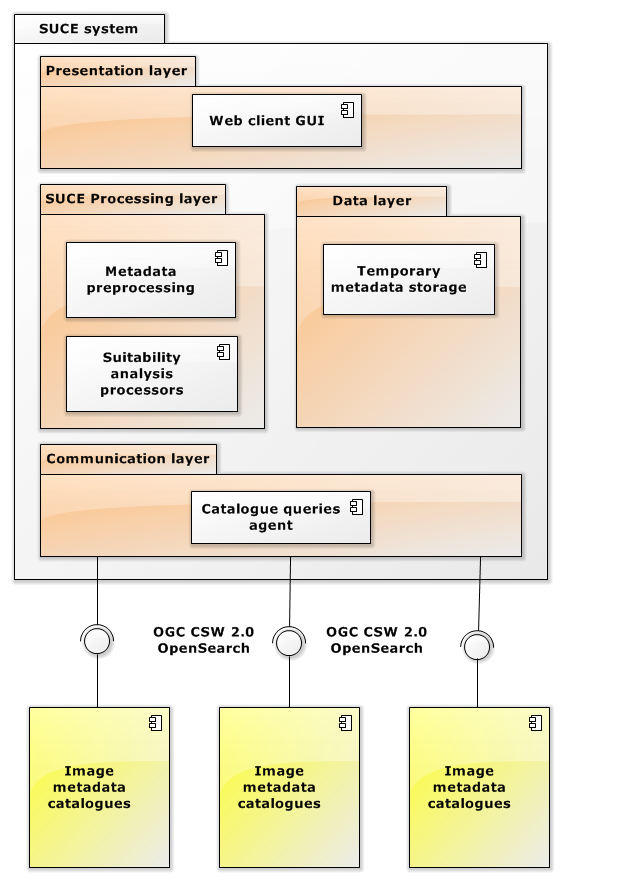 SUCE system
Presentation layer
Web client GUI
SUCE Processing layer
Metadata
preprocessing
Suitability
analysis
processors
Data layer
Temporary
metadata storage
Communication layer
Catalogue queries
agent
OGC CSW 2.0
OpenSearch
OGC CSW 2.0
OpenSearch
Image
metadata
catalogues
Image
metadata
catalogues
Image
metadata
catalogues